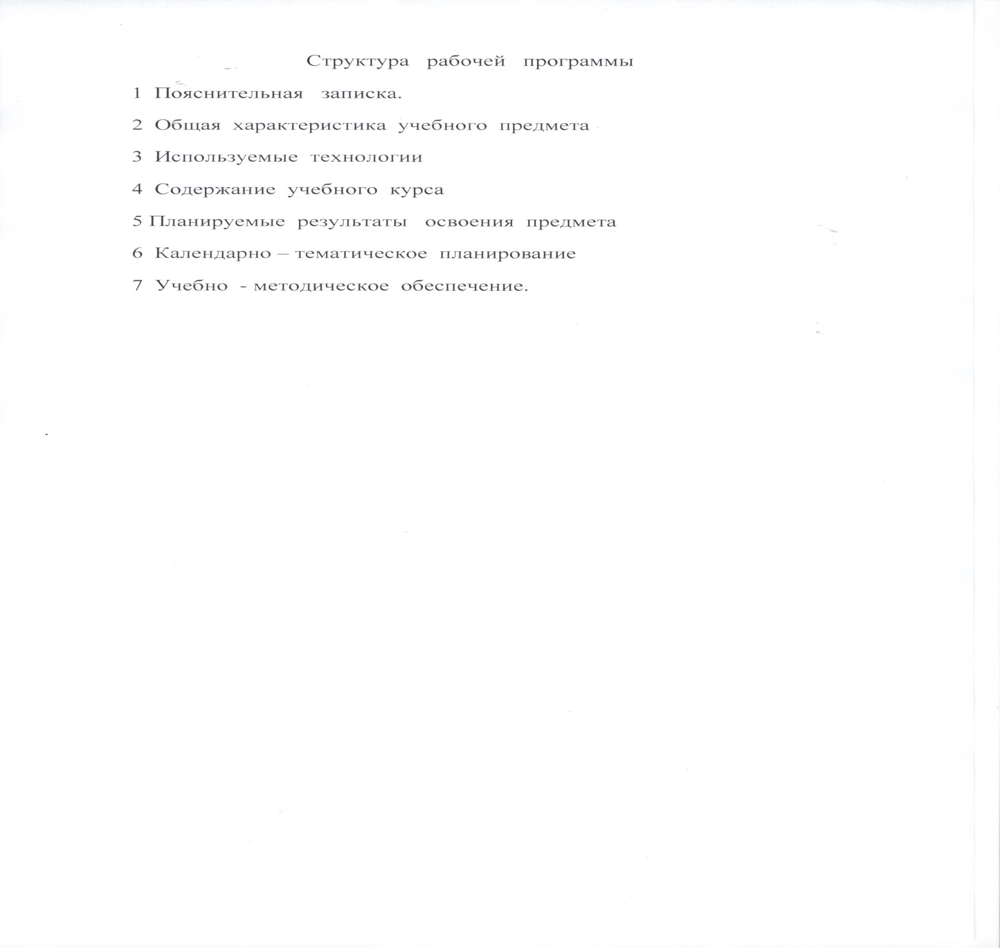 Структура рабочей программы
1 Пояснительная записка.
2 Общая характеристика учебного предмета
3 Используемые технологии
4 Содержание учебного курса
5 Планируемые результаты освоения предмета
6 Календарно – тематическое планирование
7 Учебно - методическое обеспечение.